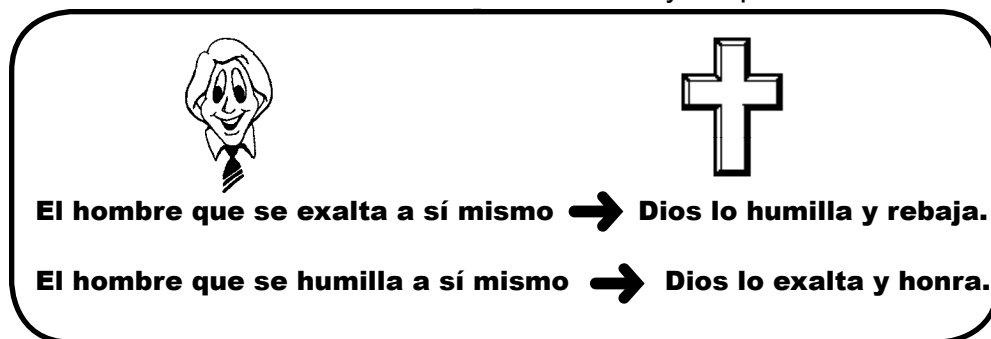 El hombre que se exalta a sí mismo Dios lo humilla y rebaja.
El hombre que se humilla a sí mismo Dios lo exalta y honra.